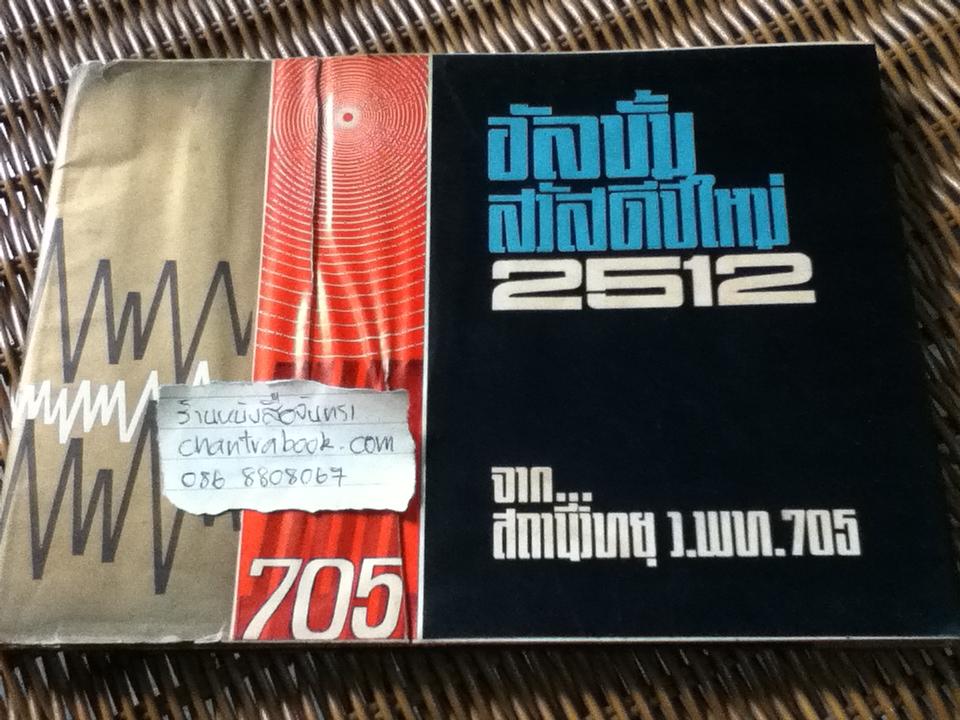 อัลบั้ม
สวัสดีปีใหม่
2512
จาก...
สถานีวิทยุ ว.พท.705
705
ร้านหนังสือจันทรา
chantrabook.com
086 8808067